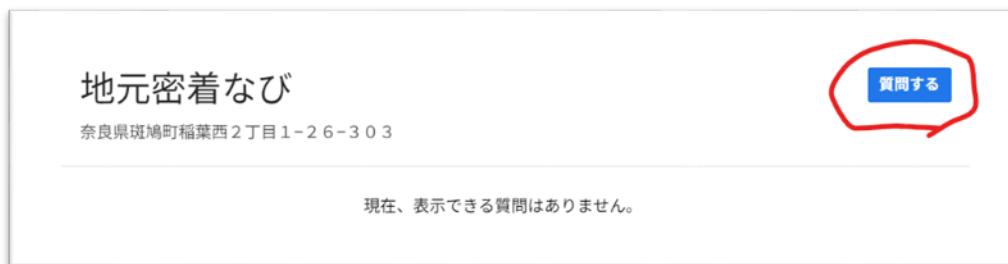 地元密着なび
質問する
奈良県斑鳩町稲葉西２丁目１−２６−３０３
現在、表示できる質問はありません。